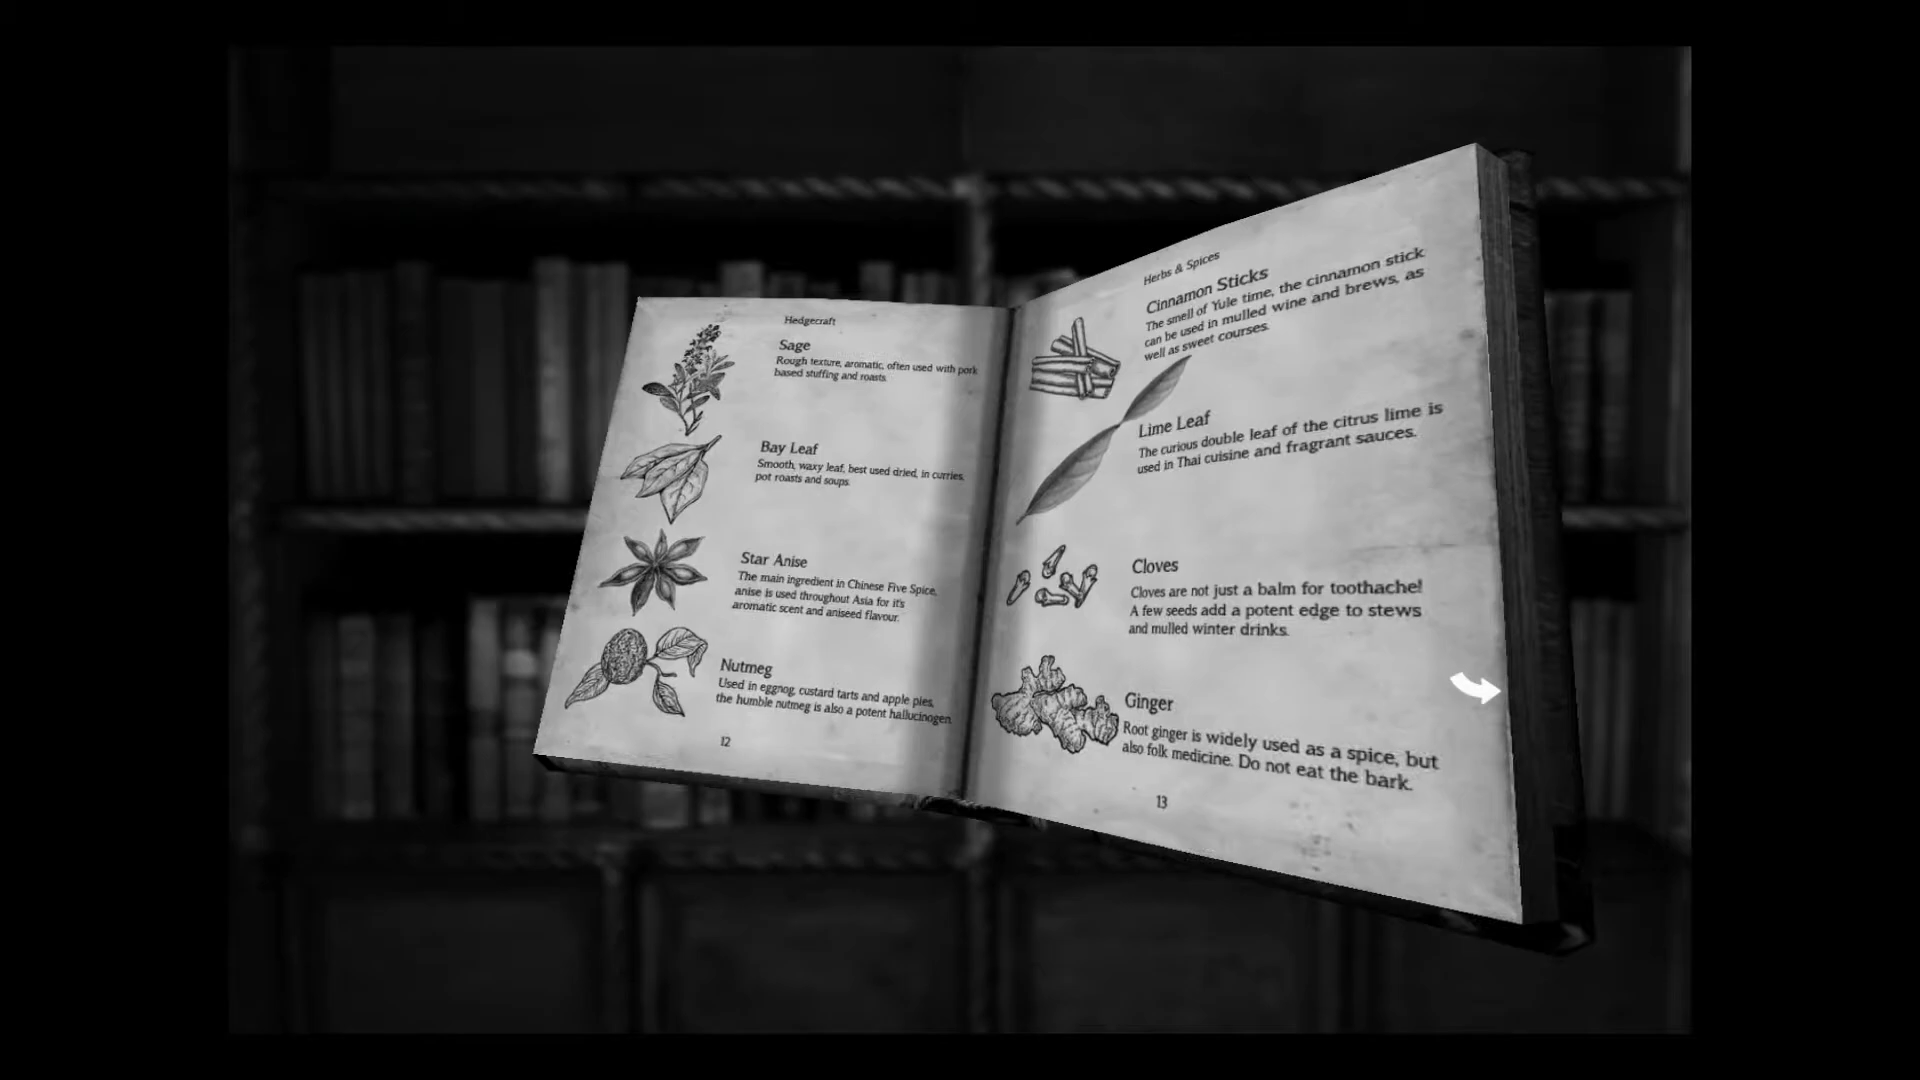 Hedgecraft
Sage
Rough texture, aromatic, often used with pork
based stuffing and roasts.
Bay Leaf
Smooth, waxy leaf, best used dried, in curries,
pot roasts and soups.
Star Anise
The main ingredient in Chinese Five Spice,
anise is used throughout Asia for it's
aromatic scent and aniseed flavour.
Nutmeg
Used in eggnog, custard tarts and apple pies,
the humble nutmeg is also a potent hallucinogen.
12
Herbs & Spices
Cinnamon Sticks
The smell of Yule time, the cinnamon stick
can be used in mulled wine and brews, as
well as sweet courses.
Lime Leaf
The curious double leaf of the citrus lime is
used in Thai cuisine and fragrant sauces.
Cloves
Cloves are not just a balm for toothache!
A few seeds add a potent edge to stews
and mulled winter drinks.
Ginger
Root ginger is widely used as a spice, but
also folk medicine. Do not eat the bark.
13